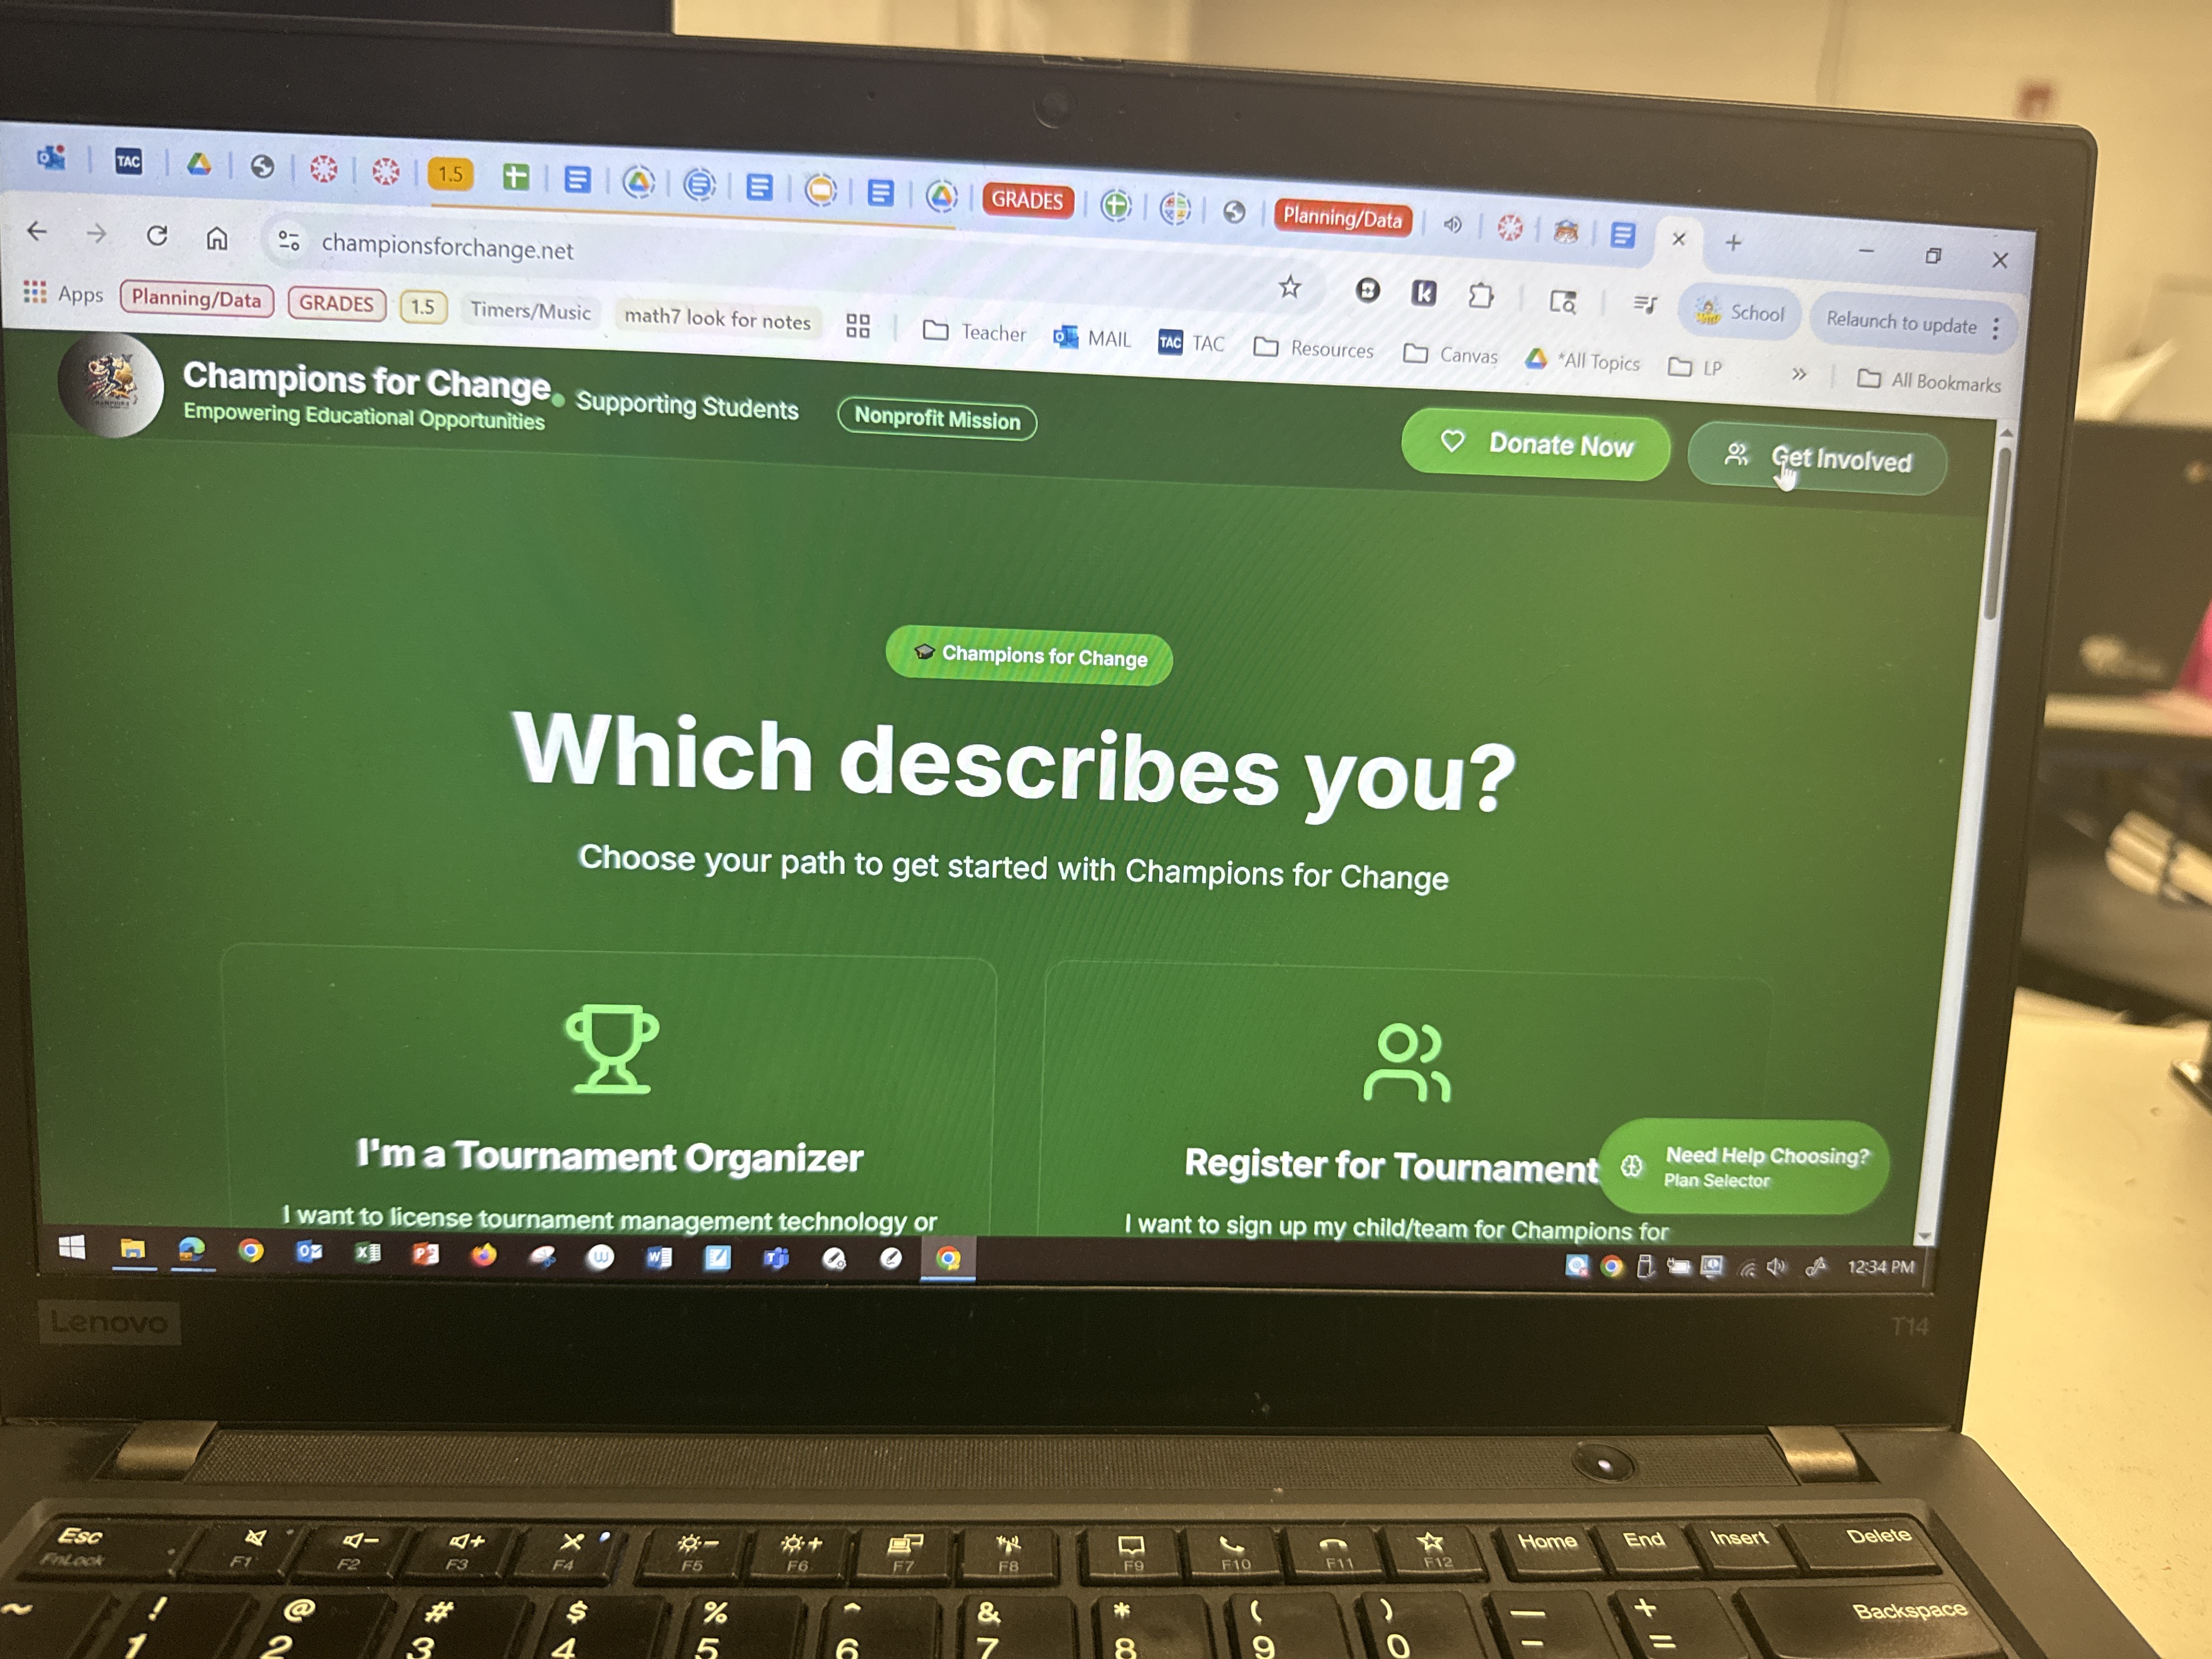 TAC
1.5
GRADES
Planning/Data
championsforchange.net
School
Relaunch to update
Apps
Planning/Data
GRADES
1.5
Timers/Music
math7 look for notes
Teacher
MAIL
TAC
TAC
Resources
Canvas
*All Topics
LP
All Bookmarks
Champions for Change
Empowering Educational Opportunities
Supporting Students
Nonprofit Mission
Donate Now
Get Involved
Champions for Change
Which describes you?
Choose your path to get started with Champions for Change
I'm a Tournament Organizer
I want to license tournament management technology or
Register for Tournament
I want to sign up my child/team for Champions for
Need Help Choosing?
Plan Selector
12:34 PM
Lenovo
T14
Esc
FnLock
F1
F2
F3
F4
F5
F6
F7
F8
F9
F10
F11
F12
Home
End
Insert
Delete
~
! 1
@ 2
# 3
$ 4
% 5
^ 6
& 7
* 8
( 9
) 0
— –
+ =
Backspace